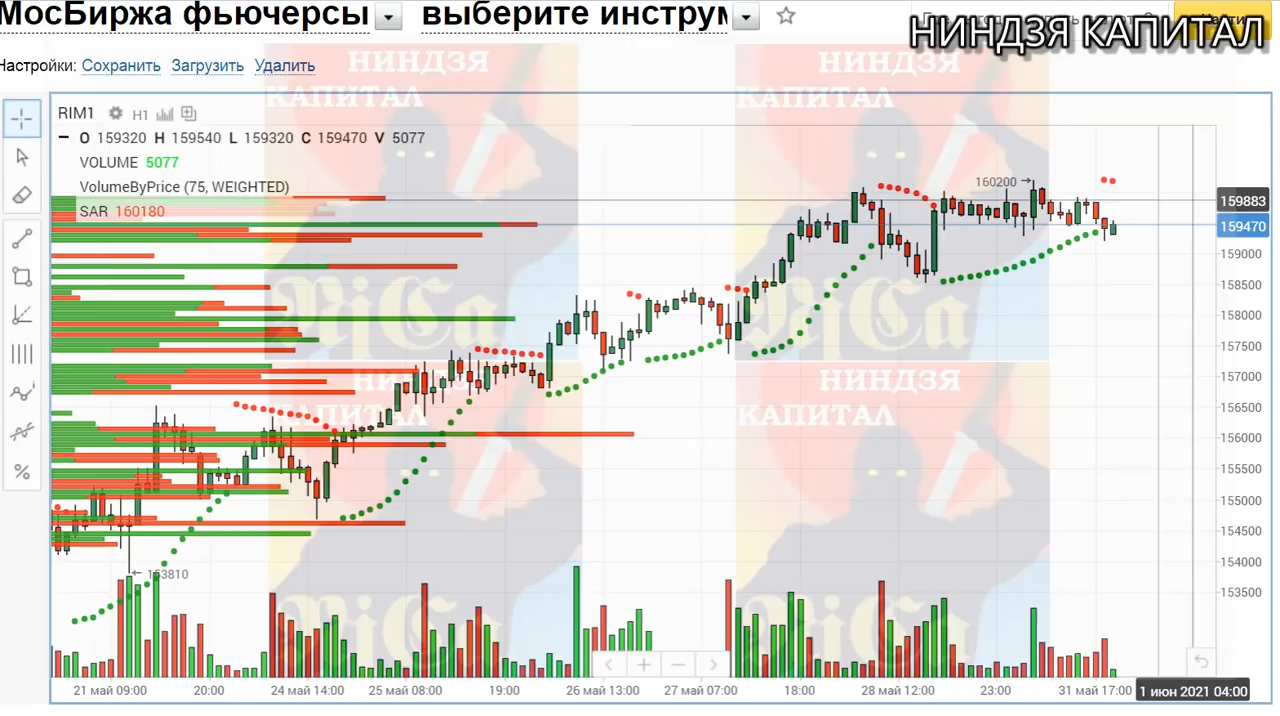 МосБиржа фьючерсы выберите инструм
НИНДЗЯ КАПИТАЛ
Настройки: Сохранить Загрузить Удалить
НИНДЗЯ
КАПИТАЛ
НИНДЗЯ
КАПИТАЛ
RIM1 H1
O 159320 H 159540 L 159320 C 159470 V 5077
VOLUME 5077
VolumeByPrice (75, WEIGHTED)
SAR 160180
160200
159883
159470
159000
158500
158000
157500
157000
156500
156000
155500
155000
154500
154000
153500
153810
НИНДЗЯ
КАПИТАЛ
НИНДЗЯ
КАПИТАЛ
NiCa
NiCa
NiCa
NiCa
21 май 09:00 20:00 24 май 14:00 25 май 08:00 19:00 26 май 13:00 27 май 07:00 18:00 28 май 12:00 23:00 31 май 17:00 1 июн 2021 04:00